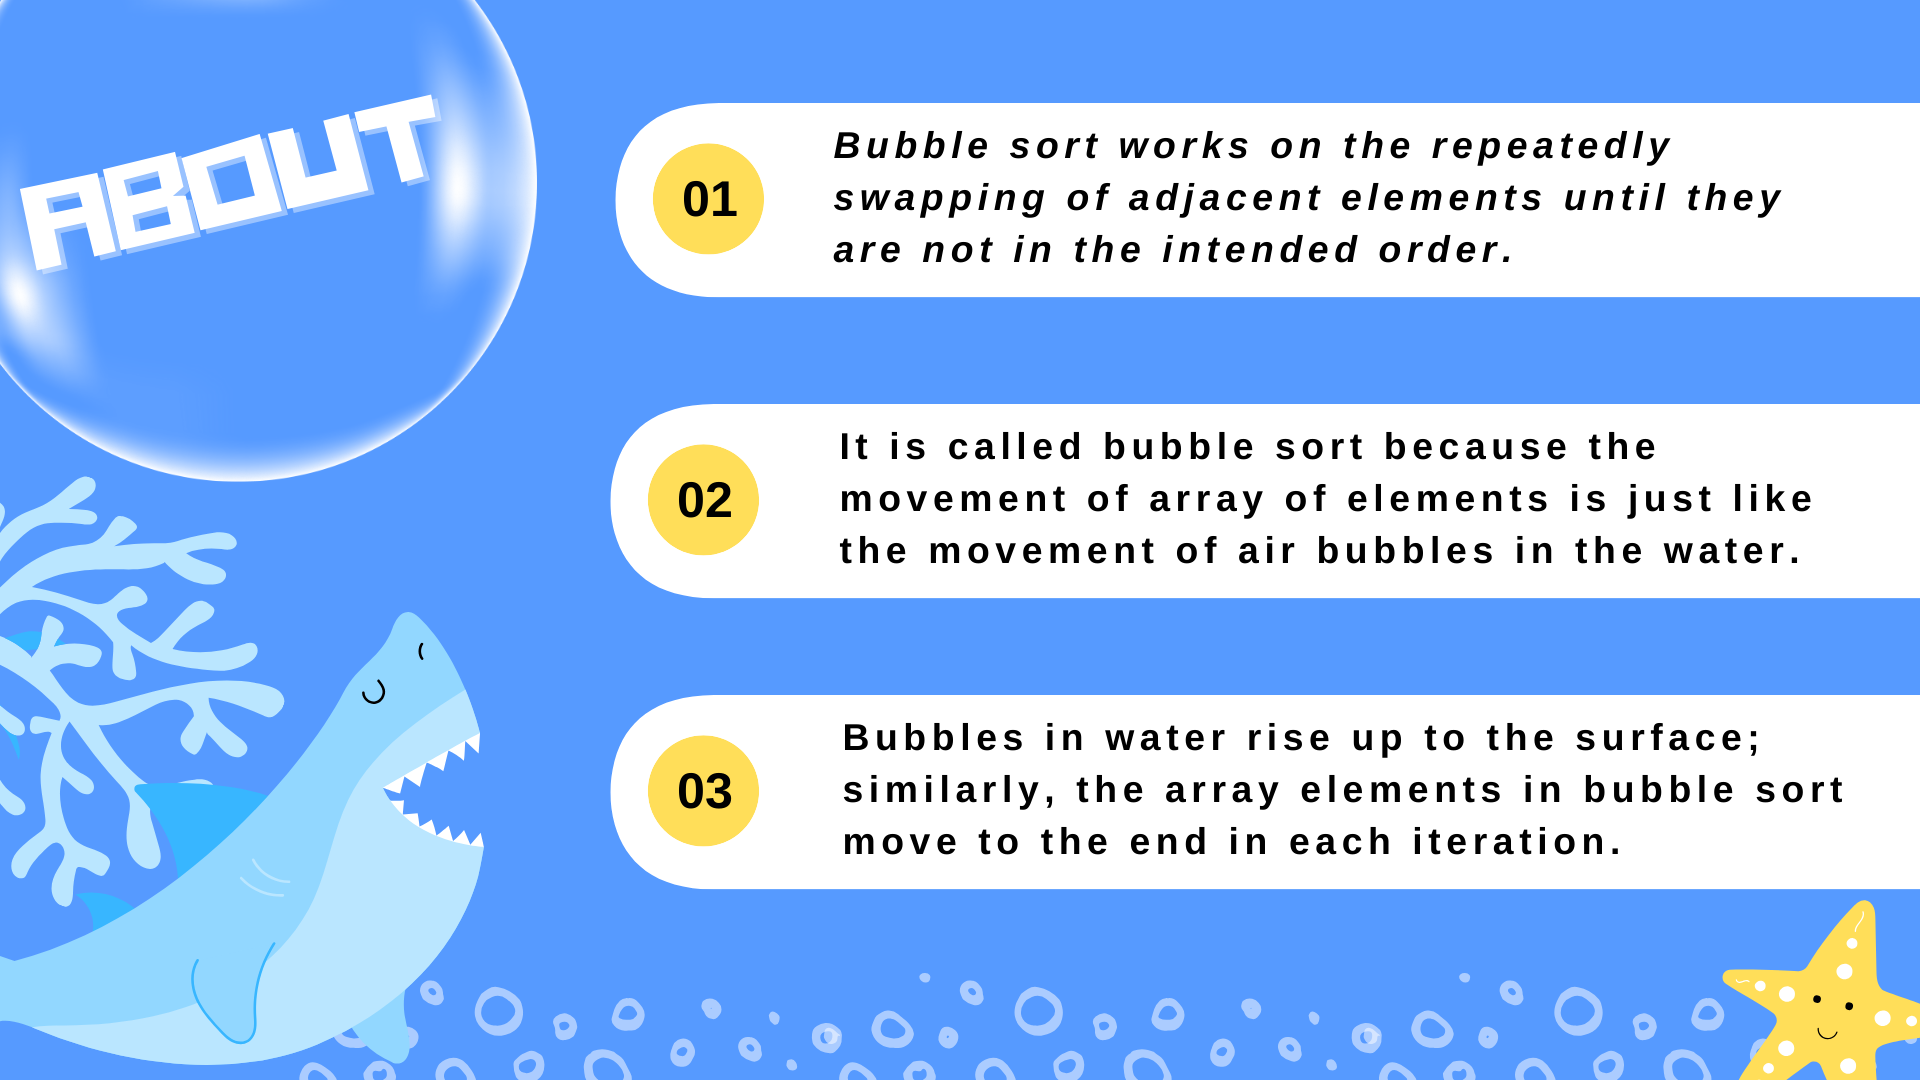 ABOUT
01
Bubble sort works on the repeatedly
swapping of adjacent elements until they
are not in the intended order.
02
It is called bubble sort because the
movement of array of elements is just like
the movement of air bubbles in the water.
03
Bubbles in water rise up to the surface;
similarly, the array elements in bubble sort
move to the end in each iteration.